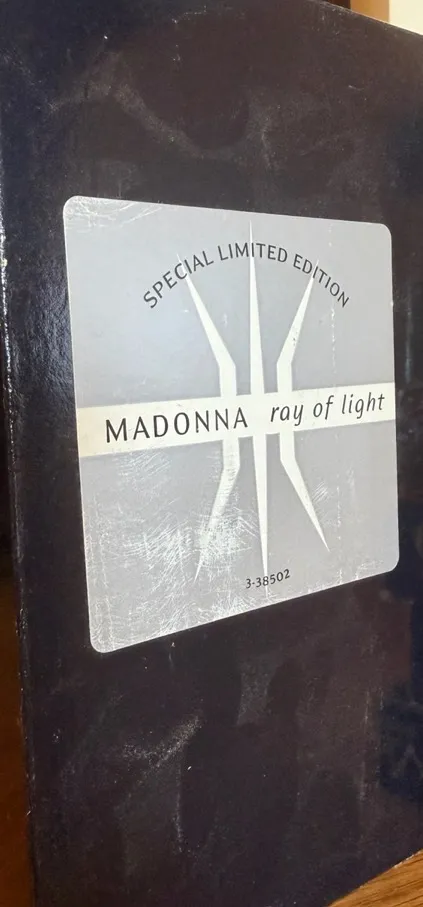 SPECIAL LIMITED EDITION
MADONNA ray of light
3-38502